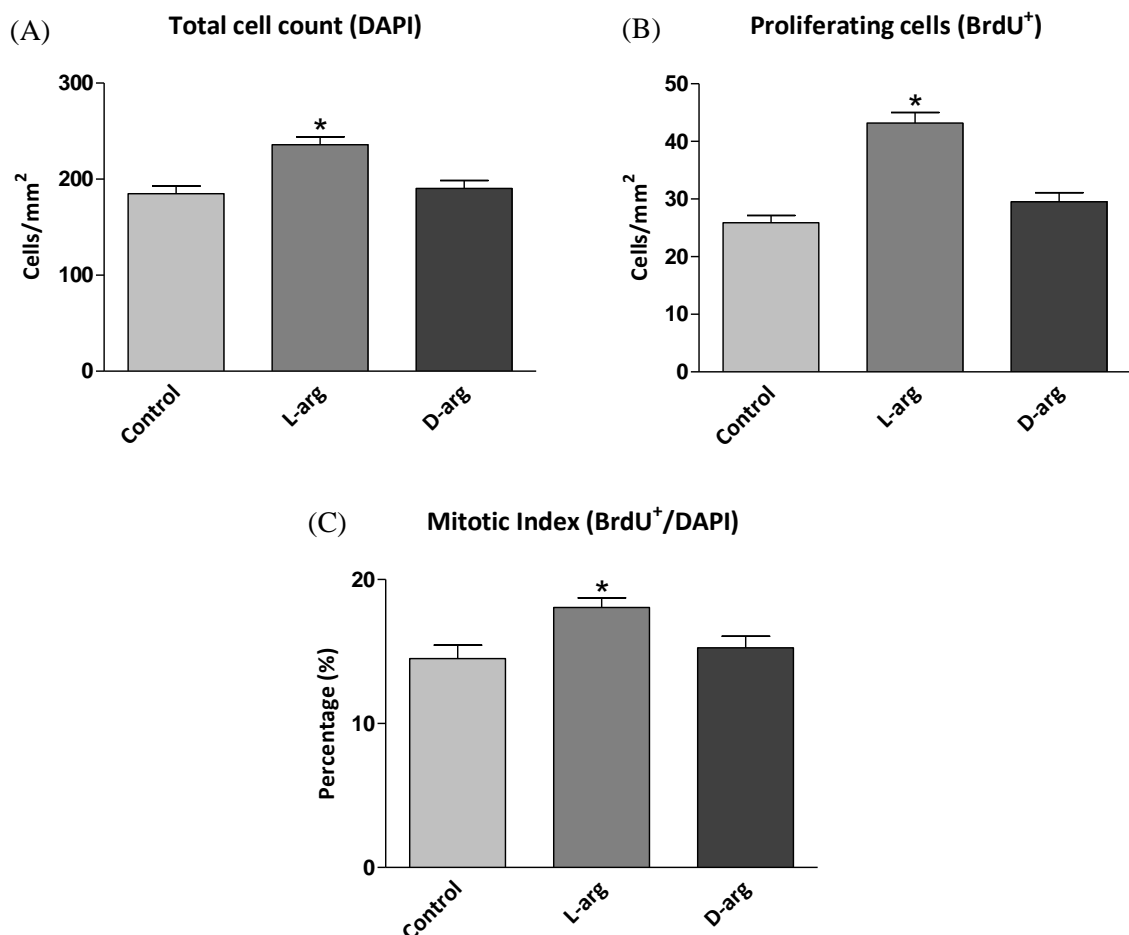 (A)
Total cell count (DAPI)
Cells/mm²
300
200
100
0
*
Control
L-arg
D-arg
(B)
Proliferating cells (BrdU⁺)
Cells/mm²
50
40
30
20
10
0
*
Control
L-arg
D-arg
(C)
Mitotic Index (BrdU⁺/DAPI)
Percentage (%)
20
10
0
*
Control
L-arg
D-arg